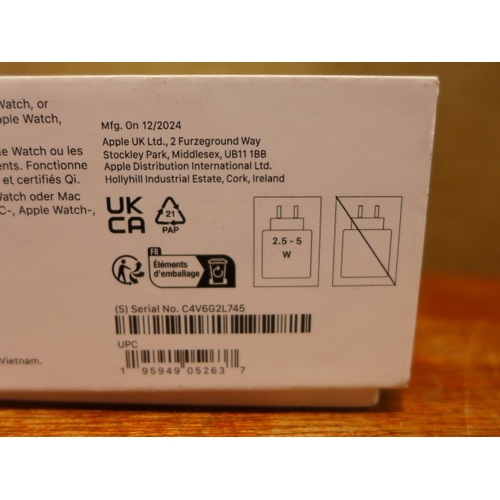 Watch, or
pple Watch,
ne Watch ou les
ents. Fonctionne
et certifiés Qi.
Watch oder Mac
C-, Apple Watch-,
Vietnam.
Mfg. On 12/2024
Apple UK Ltd., 2 Furzeground Way
Stockley Park, Middlesex, UB11 1BB
Apple Distribution International Ltd.
Hollyhill Industrial Estate, Cork, Ireland
UK
CA
21
PAP
2.5 - 5
W
FR
Éléments
d'emballage
(S) Serial No. C4V6G2L745
UPC
1 95949 05263 7